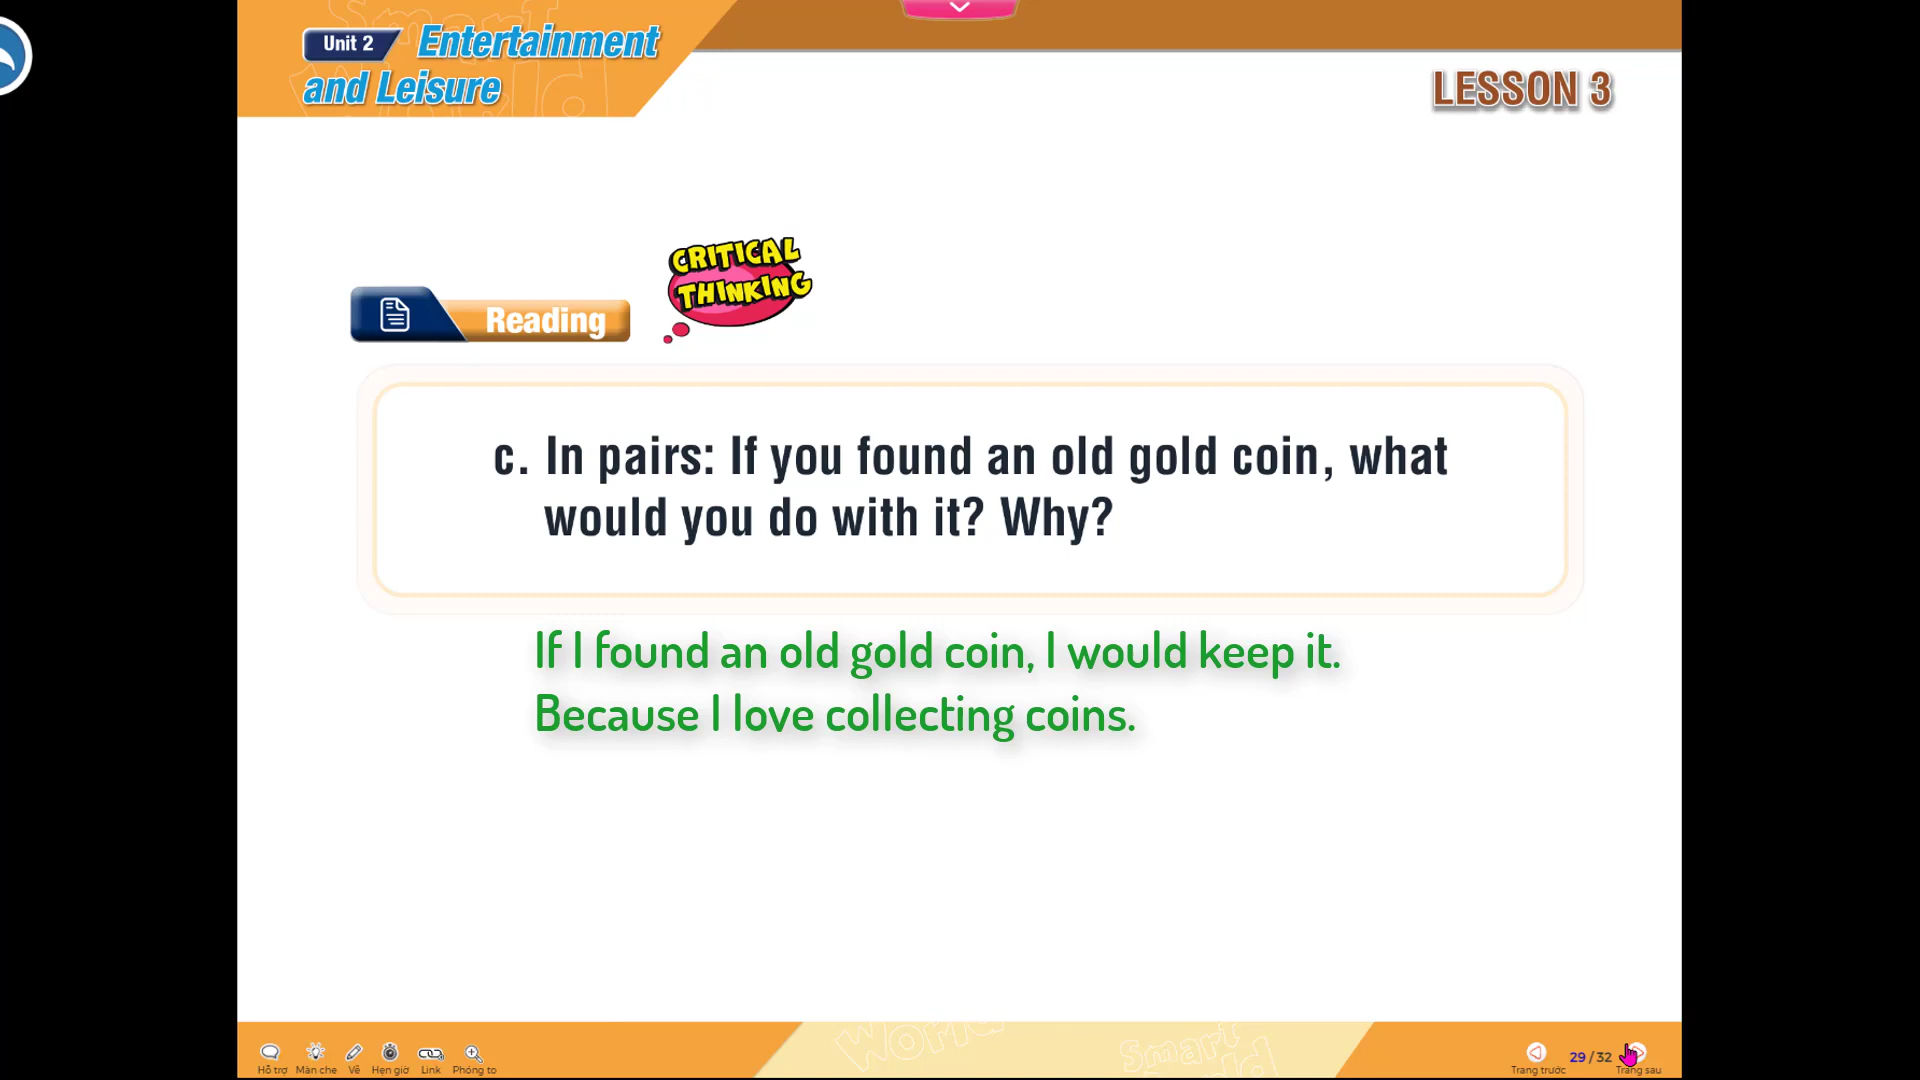 Unit 2 Entertainment
and Leisure
LESSON 3
CRITICAL
THINKING
Reading
c. In pairs: If you found an old gold coin, what
would you do with it? Why?
If I found an old gold coin, I would keep it.
Because I love collecting coins.
Hỗ trợ Màn che Vẽ Hẹn giờ Link Phóng to
Trang trước 29 / 32 Trang sau